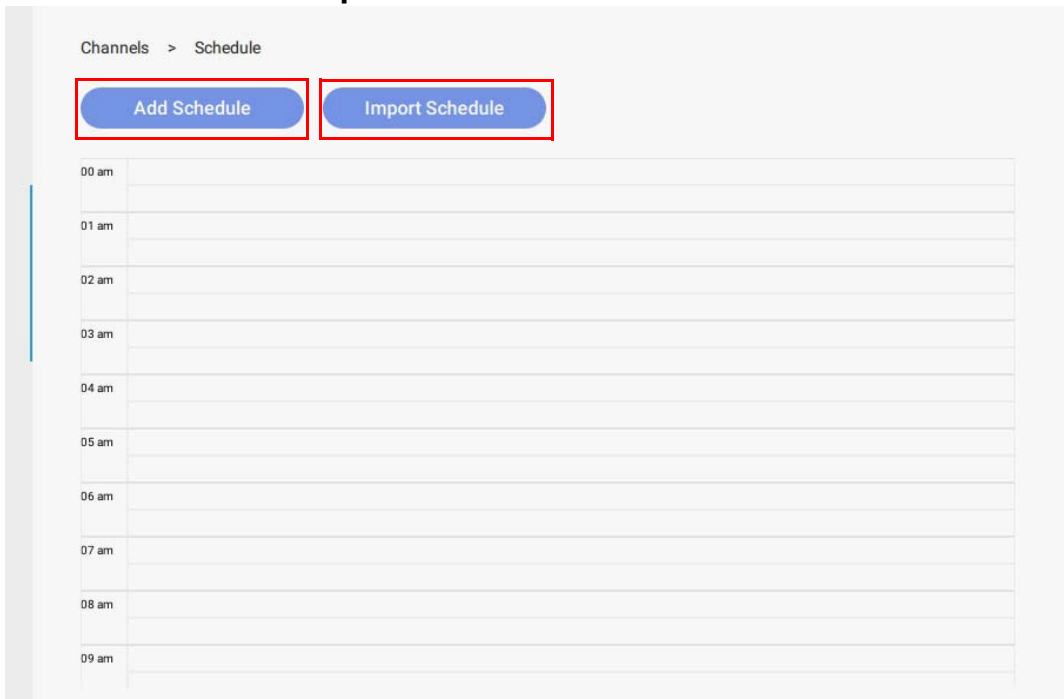 Channels > Schedule
Add Schedule Import Schedule
00 am
01 am
02 am
03 am
04 am
05 am
06 am
07 am
08 am
09 am